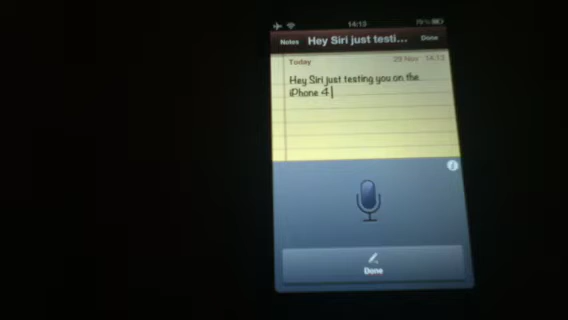 14:13 79%
Notes Hey Siri just testi... Done
Today 29 Nov 14:13
Hey Siri just testing you on the
iPhone 4
Done